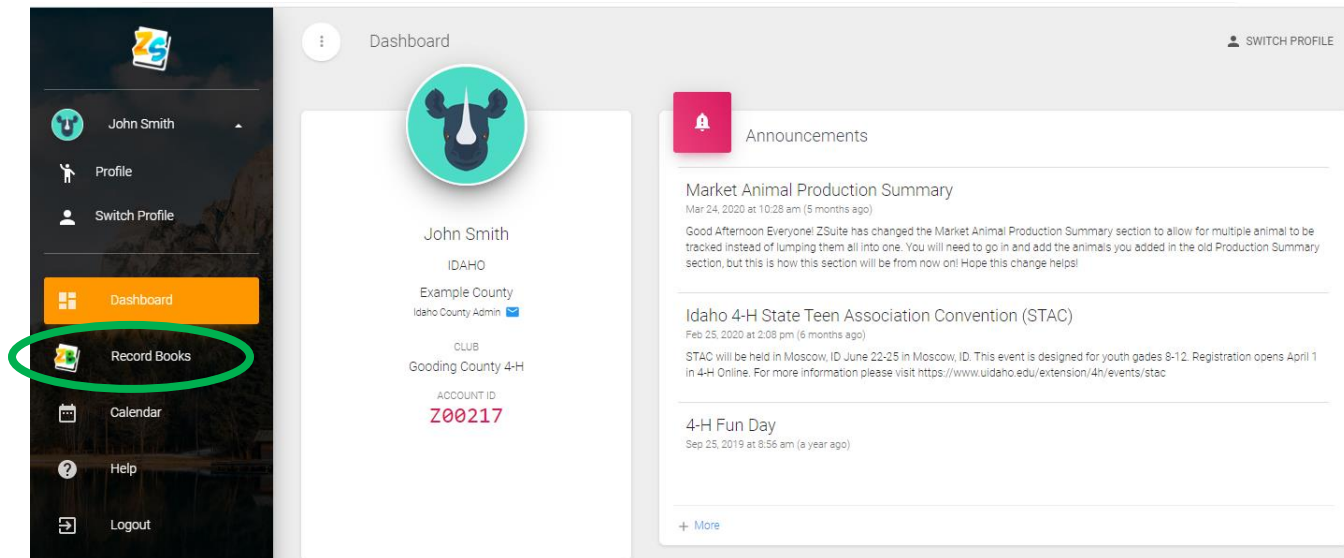 ZS
John Smith
Profile
Switch Profile
Dashboard
Record Books
Calendar
Help
Logout
Dashboard
SWITCH PROFILE
John Smith
IDAHO
Example County
Idaho County Admin
CLUB
Gooding County 4-H
ACCOUNT ID
Z00217
Announcements
Market Animal Production Summary
Mar 24, 2020 at 10:28 am (5 months ago)
Good Afternoon Everyone! ZSuite has changed the Market Animal Production Summary section to allow for multiple animal to be
tracked instead of lumping them all into one. You will need to go in and add the animals you added in the old Production Summary
section, but this is how this section will be from now on! Hope this change helps!
Idaho 4-H State Teen Association Convention (STAC)
Feb 25, 2020 at 2:08 pm (6 months ago)
STAC will be held in Moscow, ID June 22-25 in Moscow, ID. This event is designed for youth gades 8-12. Registration opens April 1
in 4-H Online. For more information please visit https://www.uidaho.edu/extension/4h/events/stac
4-H Fun Day
Sep 25, 2019 at 8:56 am (a year ago)
+ More